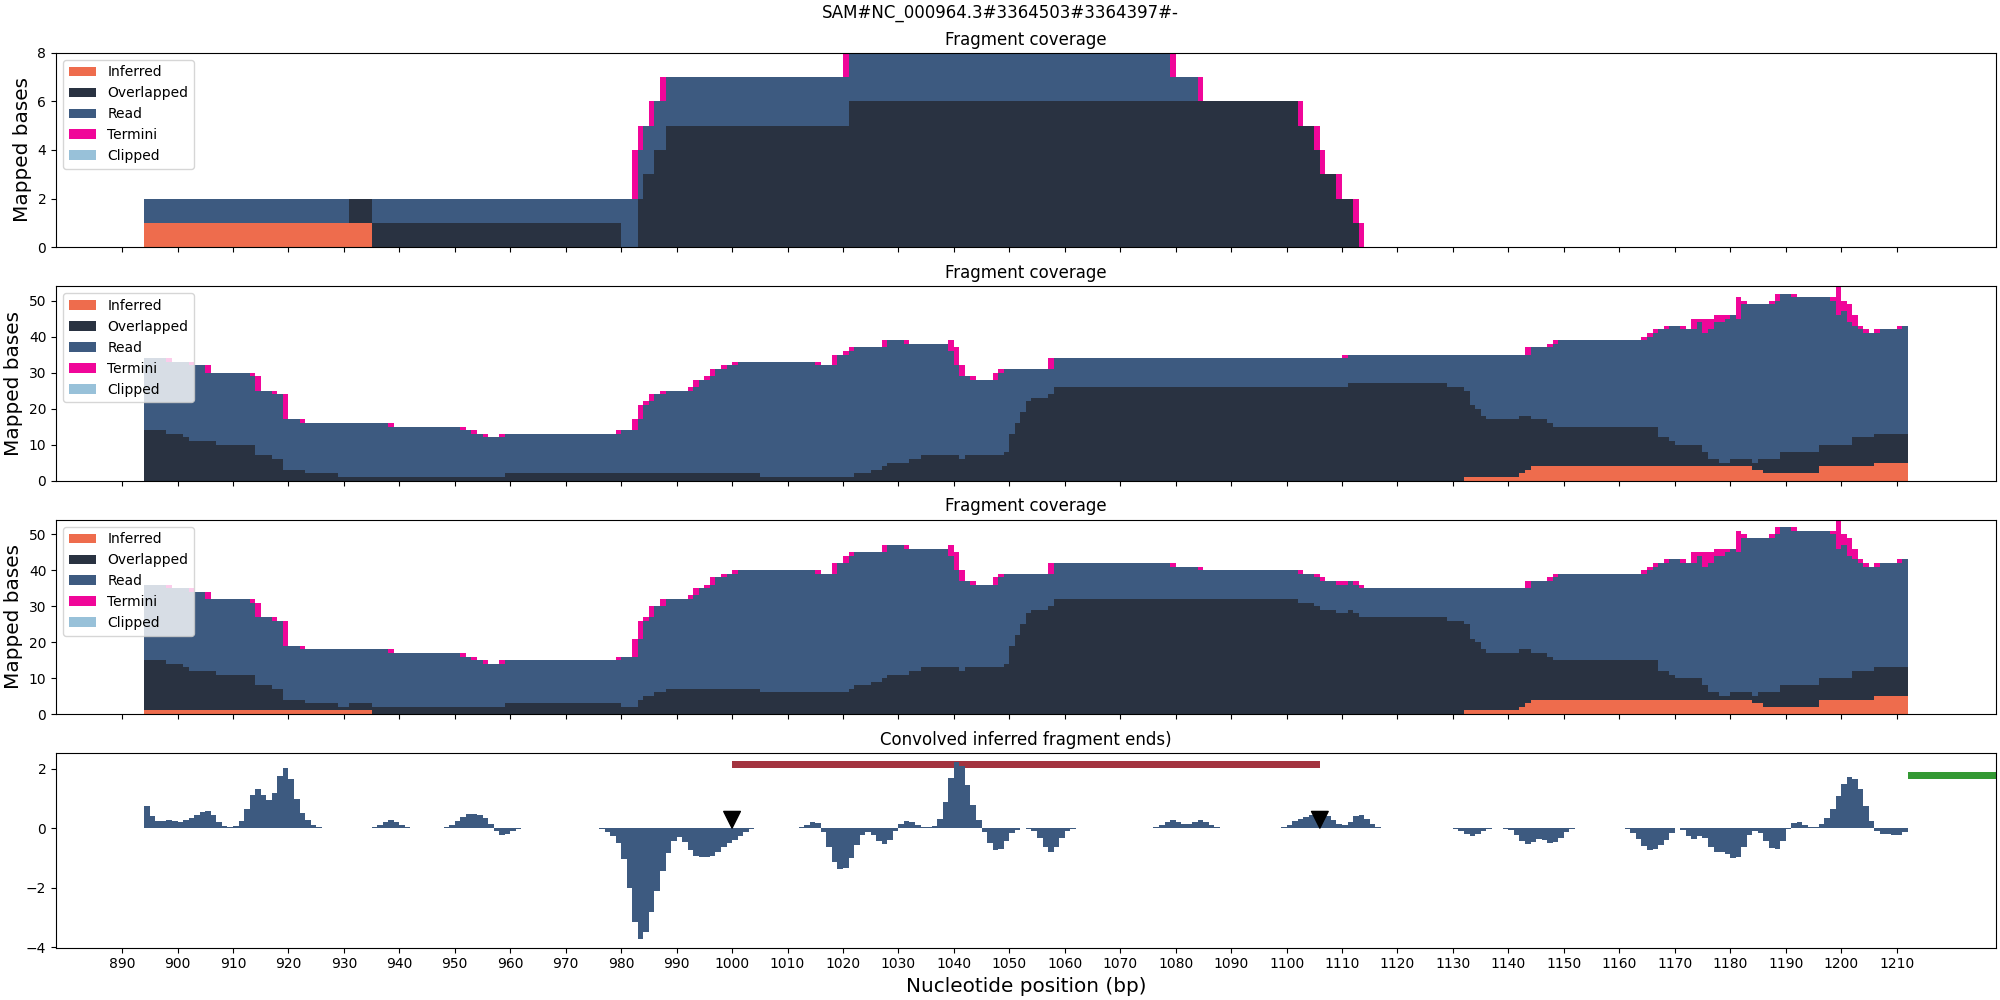 SAM#NC_000964.3#3364503#3364397#-
Fragment coverage
Mapped bases
8
6
4
2
0
Inferred
Overlapped
Read
Termini
Clipped
Fragment coverage
Mapped bases
50
40
30
20
10
0
Inferred
Overlapped
Read
Termini
Clipped
Fragment coverage
Mapped bases
50
40
30
20
10
0
Inferred
Overlapped
Read
Termini
Clipped
Convolved inferred fragment ends)
2
0
−2
−4
890 900 910 920 930 940 950 960 970 980 990 1000 1010 1020 1030 1040 1050 1060 1070 1080 1090 1100 1110 1120 1130 1140 1150 1160 1170 1180 1190 1200 1210
Nucleotide position (bp)